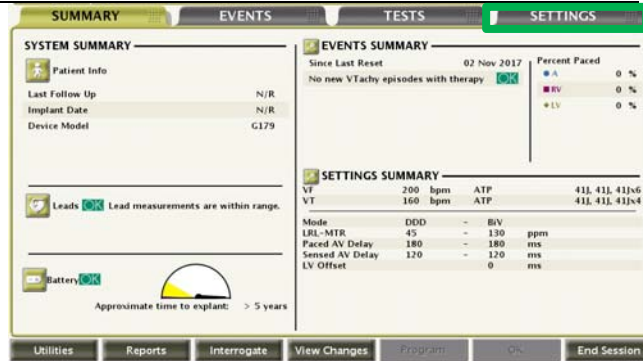 SUMMARY EVENTS TESTS SETTINGS
SYSTEM SUMMARY
Patient Info
Last Follow Up N/R
Implant Date N/R
Device Model G179
Leads OK Lead measurements are within range.
Battery OK
Approximate time to explant: > 5 years
EVENTS SUMMARY
Since Last Reset 02 Nov 2017
No new VTachy episodes with therapy OK
Percent Paced
A 0 %
RV 0 %
LV 0 %
SETTINGS SUMMARY
VF 200 bpm ATP 41J, 41J, 41Jx6
VT 160 bpm ATP 41J, 41J, 41Jx4
Mode DDD - BiV
LRL-MTR 45 - 130 ppm
Paced AV Delay 180 - 180 ms
Sensed AV Delay 120 - 120 ms
LV Offset 0 ms
Utilities Reports Interrogate View Changes Program OK End Session